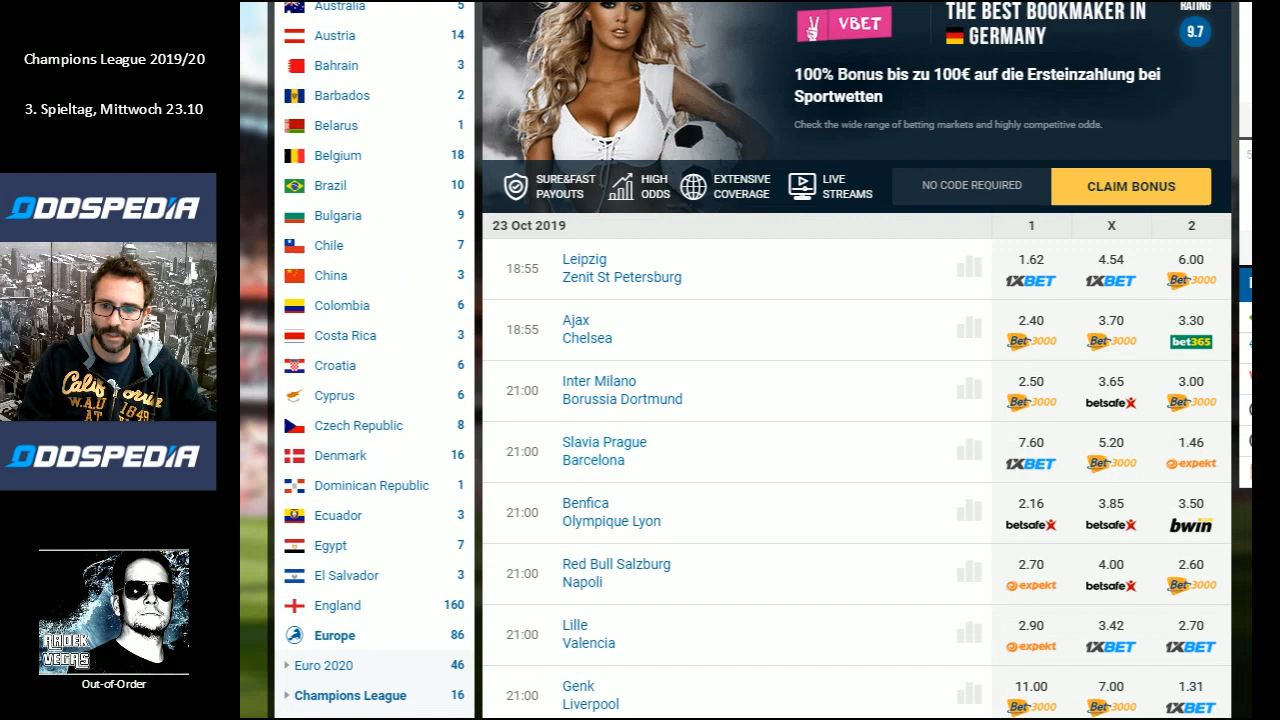 Champions League 2019/20
3. Spieltag, Mittwoch 23.10
ODDSPEDIA
California
W.A.U
1849
AT
ODDSPEDIA
RADEK
VEGAS
Out-of-Order
Australia 5
Austria 14
Bahrain 3
Barbados 2
Belarus 1
Belgium 18
Brazil 10
Bulgaria 9
Chile 7
China 3
Colombia 6
Costa Rica 3
Croatia 6
Cyprus 6
Czech Republic 8
Denmark 16
Dominican Republic 1
Ecuador 3
Egypt 7
El Salvador 3
England 160
Europe 86
Euro 2020 46
Champions League 16
VBET
THE BEST BOOKMAKER IN
GERMANY
RATING
9.7
100% Bonus bis zu 100€ auf die Ersteinzahlung bei
Sportwetten
Check the wide range of betting markets and highly competitive odds.
SURE&FAST
PAYOUTS
HIGH
ODDS
EXTENSIVE
COVERAGE
LIVE
STREAMS
NO CODE REQUIRED
CLAIM BONUS
23 Oct 2019 1 X 2
18:55
Leipzig
Zenit St Petersburg
1.62 4.54 6.00
1XBET 1XBET Bet3000
18:55
Ajax
Chelsea
2.40 3.70 3.30
Bet3000 Bet3000 bet365
21:00
Inter Milano
Borussia Dortmund
2.50 3.65 3.00
Bet3000 betsafe Bet3000
21:00
Slavia Prague
Barcelona
7.60 5.20 1.46
1XBET Bet3000 expekt
21:00
Benfica
Olympique Lyon
2.16 3.85 3.50
betsafe betsafe bwin
21:00
Red Bull Salzburg
Napoli
2.70 4.00 2.60
expekt betsafe Bet3000
21:00
Lille
Valencia
2.90 3.42 2.70
expekt 1XBET 1XBET
21:00
Genk
Liverpool
11.00 7.00 1.31
Bet3000 Bet3000 1XBET